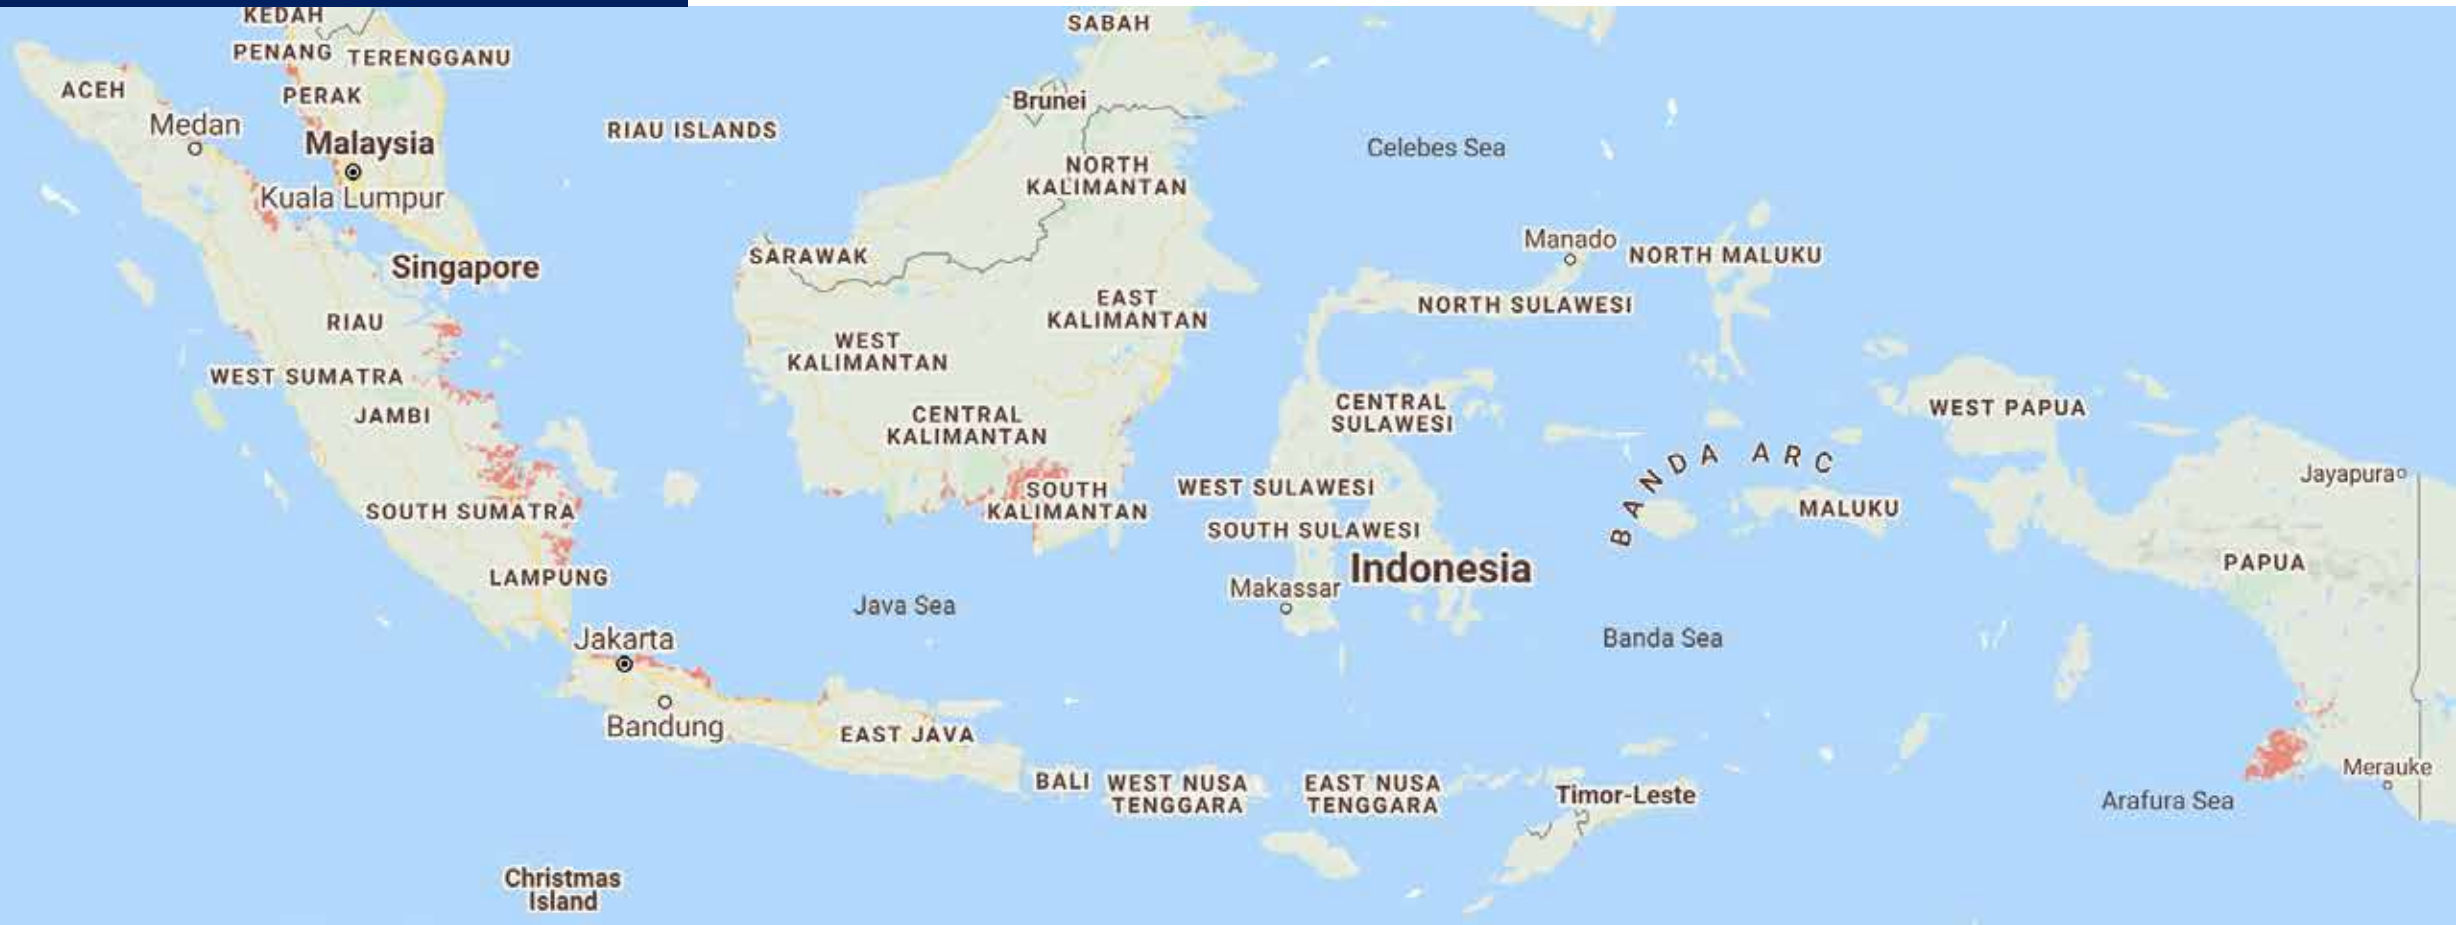 KEDAH
SABAH
PENANG
TERENGGANU
ACEH
PERAK
Brunei
Medan
RIAU ISLANDS
Malaysia
Celebes Sea
NORTH
KALIMANTAN
Kuala Lumpur
Manado
NORTH MALUKU
SARAWAK
Singapore
EAST
KALIMANTAN
NORTH SULAWESI
RIAU
WEST
KALIMANTAN
WEST SUMATRA
JAMBI
CENTRAL
KALIMANTAN
CENTRAL
SULAWESI
WEST PAPUA
BANDA ARC
Jayapura
SOUTH
KALIMANTAN
WEST SULAWESI
SOUTH SUMATRA
MALUKU
SOUTH SULAWESI
PAPUA
Indonesia
LAMPUNG
Makassar
Java Sea
Banda Sea
Jakarta
Bandung
EAST JAVA
BALI
WEST NUSA
TENGGARA
EAST NUSA
TENGGARA
Timor-Leste
Merauke
Arafura Sea
Christmas
Island